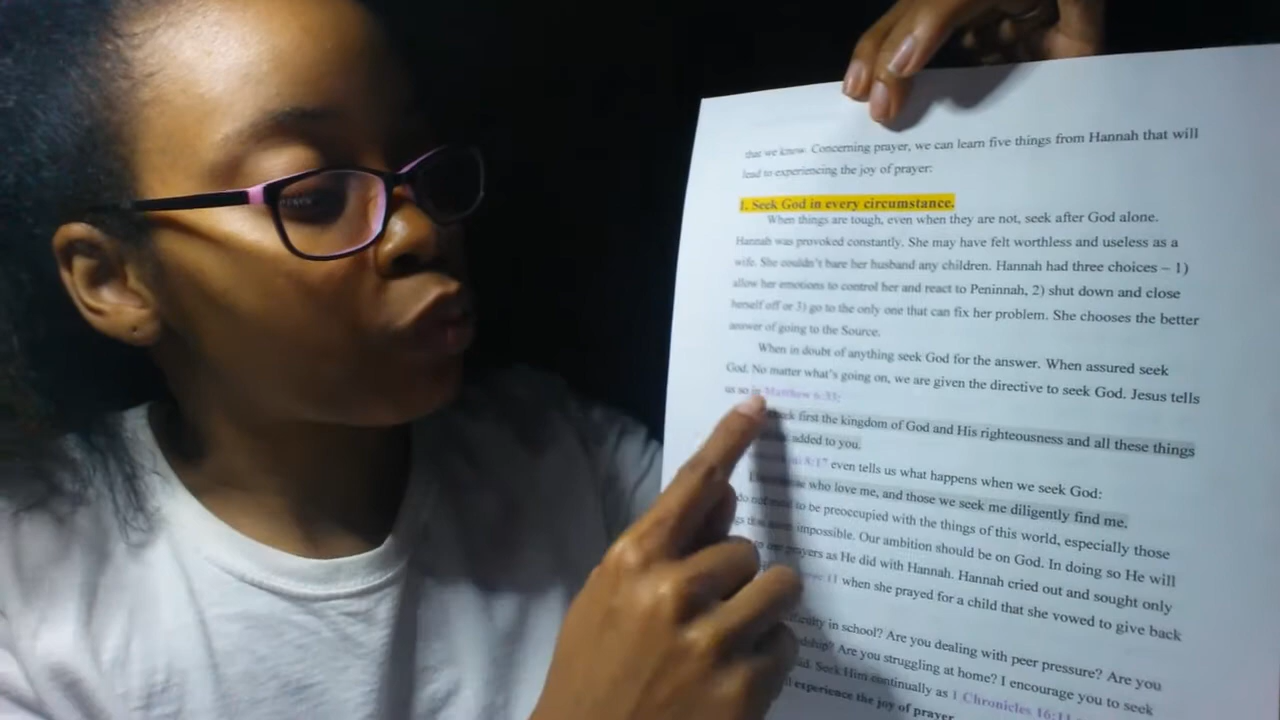 that we know. Concerning prayer, we can learn five things from Hannah that will
lead to experiencing the joy of prayer:
1. Seek God in every circumstance.
When things are tough, even when they are not, seek after God alone.
Hannah was provoked constantly. She may have felt worthless and useless as a
wife. She couldn't bare her husband any children. Hannah had three choices – 1)
allow her emotions to control her and react to Peninnah, 2) shut down and close
herself off or 3) go to the only one that can fix her problem. She chooses the better
answer of going to the Source.
When in doubt of anything seek God for the answer. When assured seek
God. No matter what's going on, we are given the directive to seek God. Jesus tells
us so in Matthew 6:33:
first the kingdom of God and His righteousness and all these things
added to you.
8:17 even tells us what happens when we seek God:
who love me, and those we seek me diligently find me.
do not to be preoccupied with the things of this world, especially those
impossible. Our ambition should be on God. In doing so He will
prayers as He did with Hannah. Hannah cried out and sought only
11 when she prayed for a child that she vowed to give back
in school? Are you dealing with peer pressure? Are you
Are you struggling at home? I encourage you to seek
Seek Him continually as 1 Chronicles 16:11
experience the joy of prayer